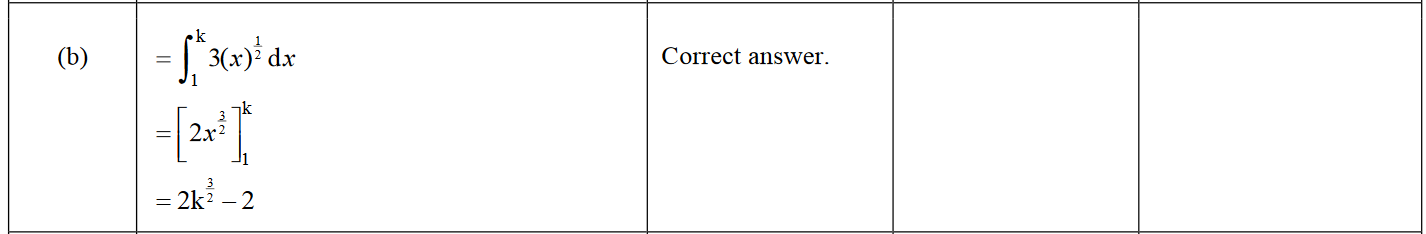 (b) = ∫₁ᵏ 3(x)^{1/2} dx Correct answer.
= [2x^{3/2}]₁ᵏ
= 2k^{3/2} − 2